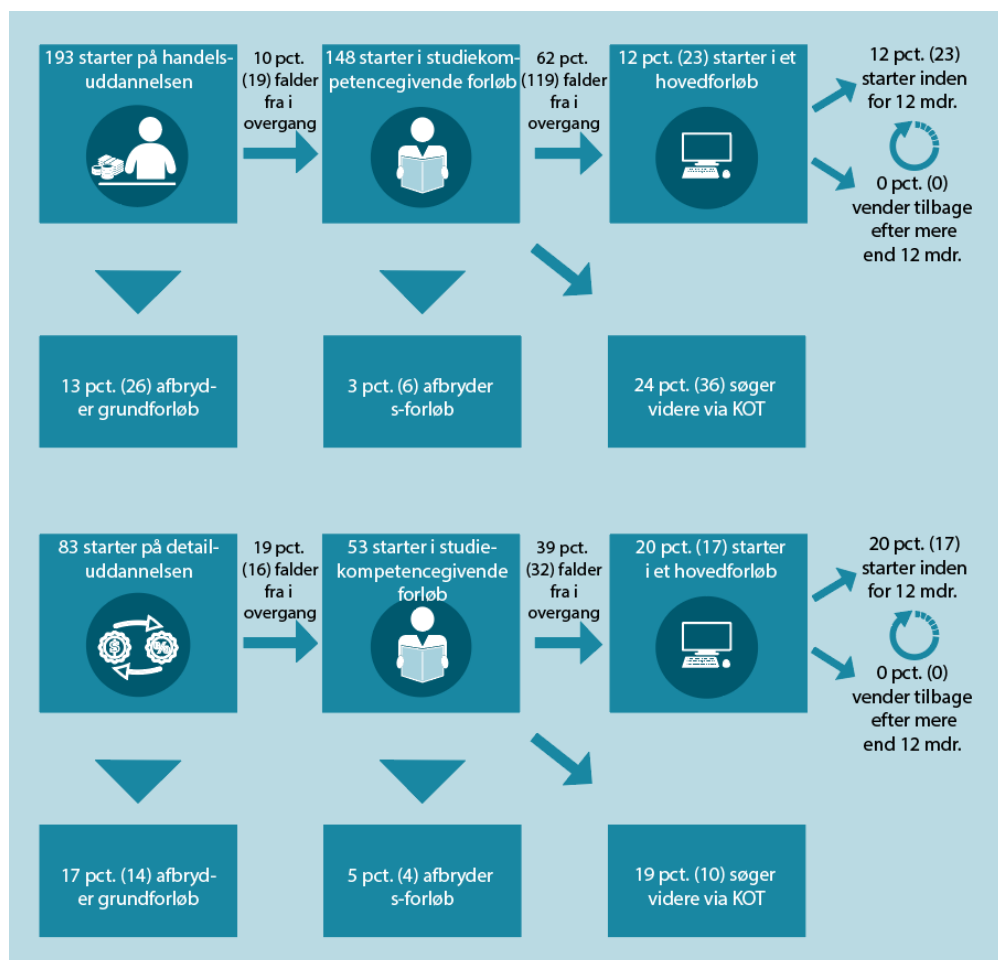 193 starter på handels-
uddannelsen
10 pct.
(19) falder
fra i
overgang
148 starter i studiekom-
petencegivende forløb
62 pct.
(119) falder
fra i
overgang
12 pct. (23) starter i et
hovedforløb
12 pct. (23)
starter inden
for 12 mdr.
0 pct. (0)
vender tilbage
efter mere
end 12 mdr.
13 pct. (26) afbryd-
er grundforløb
3 pct. (6) afbryder
s-forløb
24 pct. (36) søger
videre via KOT
83 starter på detail-
uddannelsen
$
%
19 pct.
(16) falder
fra i
overgang
53 starter i studie-
kompetencegivende
forløb
39 pct.
(32) falder
fra i
overgang
20 pct. (17) starter
i et hovedforløb
20 pct. (17)
starter inden
for 12 mdr.
0 pct. (0)
vender tilbage
efter mere
end 12 mdr.
17 pct. (14) afbryd-
er grundforløb
5 pct. (4) afbryder
s-forløb
19 pct. (10) søger
videre via KOT